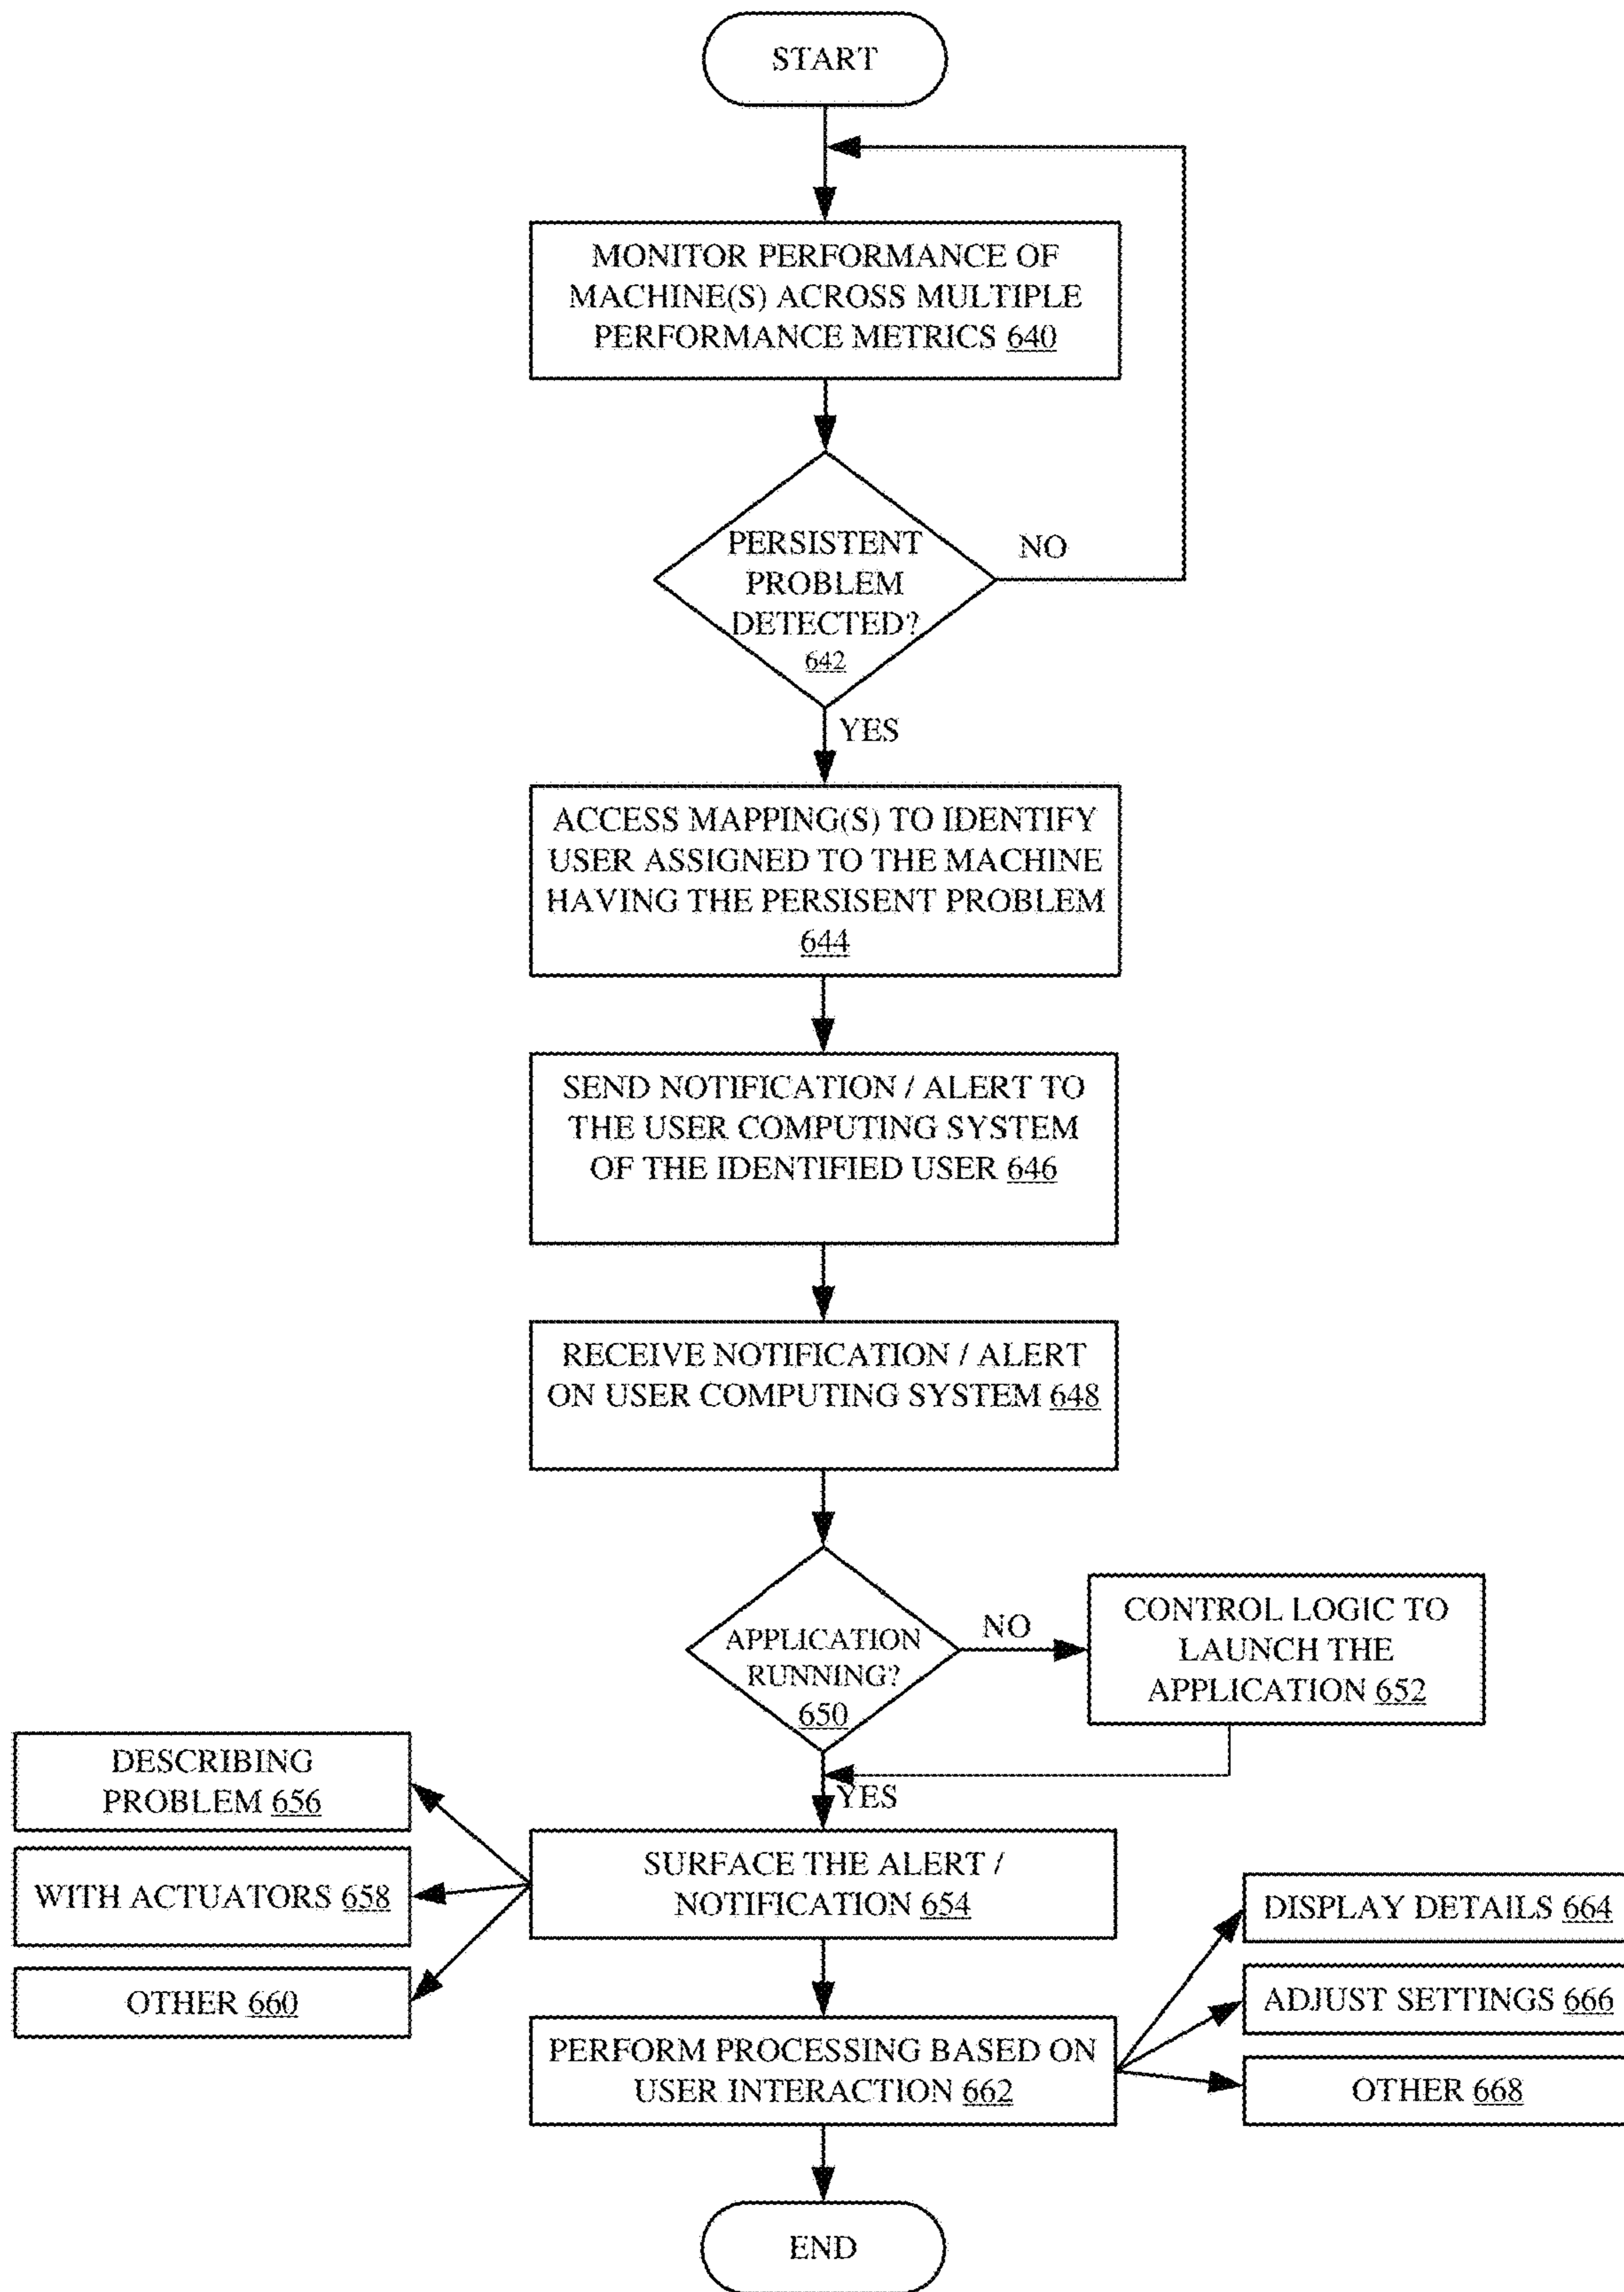 START
MONITOR PERFORMANCE OF
MACHINE(S) ACROSS MULTIPLE
PERFORMANCE METRICS 640
PERSISTENT
PROBLEM
DETECTED?
642
NO
YES
ACCESS MAPPING(S) TO IDENTIFY
USER ASSIGNED TO THE MACHINE
HAVING THE PERSISENT PROBLEM
644
SEND NOTIFICATION / ALERT TO
THE USER COMPUTING SYSTEM
OF THE IDENTIFIED USER 646
RECEIVE NOTIFICATION / ALERT
ON USER COMPUTING SYSTEM 648
APPLICATION
RUNNING?
650
NO
CONTROL LOGIC TO
LAUNCH THE
APPLICATION 652
YES
SURFACE THE ALERT /
NOTIFICATION 654
DESCRIBING
PROBLEM 656
WITH ACTUATORS 658
OTHER 660
PERFORM PROCESSING BASED ON
USER INTERACTION 662
DISPLAY DETAILS 664
ADJUST SETTINGS 666
OTHER 668
END